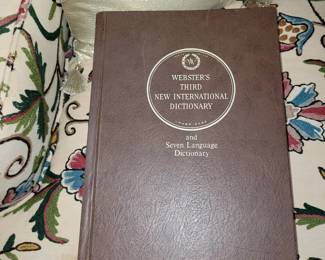 WEBSTER'S
THIRD
NEW INTERNATIONAL
DICTIONARY
and
Seven Language
Dictionary